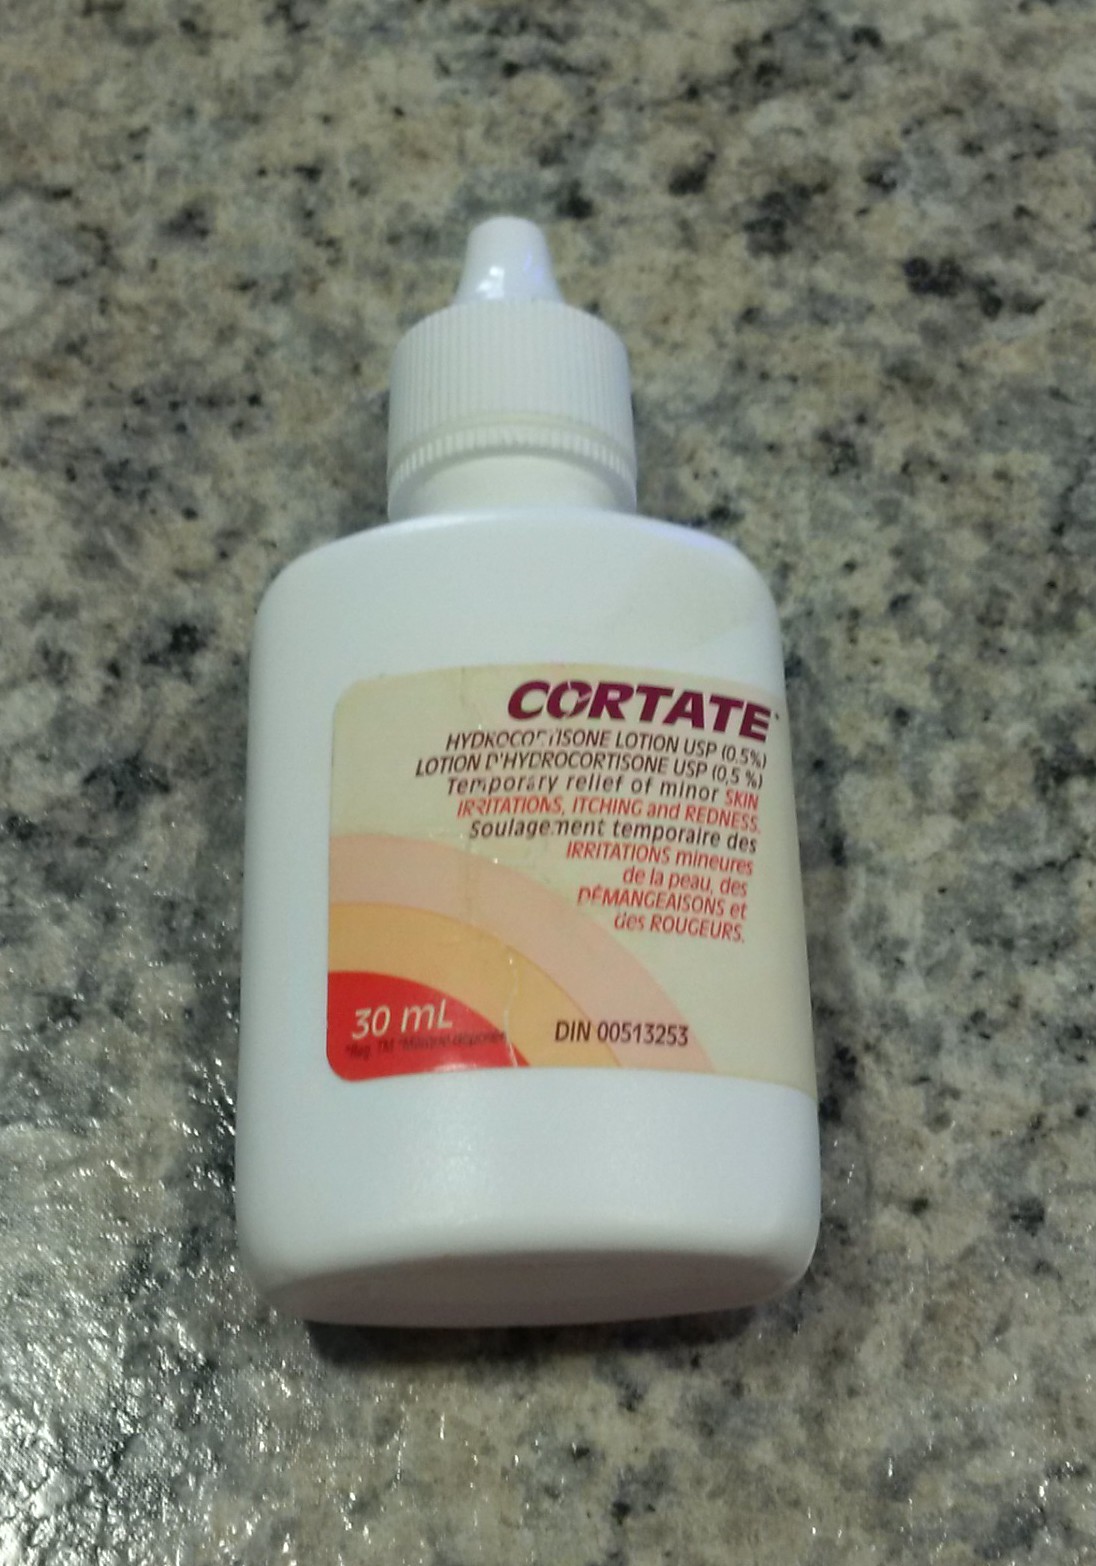 CORTATE
HYDROCORTISONE LOTION USP (0.5%)
LOTION D'HYDROCORTISONE USP (0,5 %)
Temporary relief of minor SKIN
IRRITATIONS, ITCHING and REDNESS.
Soulagement temporaire des
IRRITATIONS mineures
de la peau, des
DÉMANGEAISONS et
des ROUGEURS.
30 mL
DIN 00513253